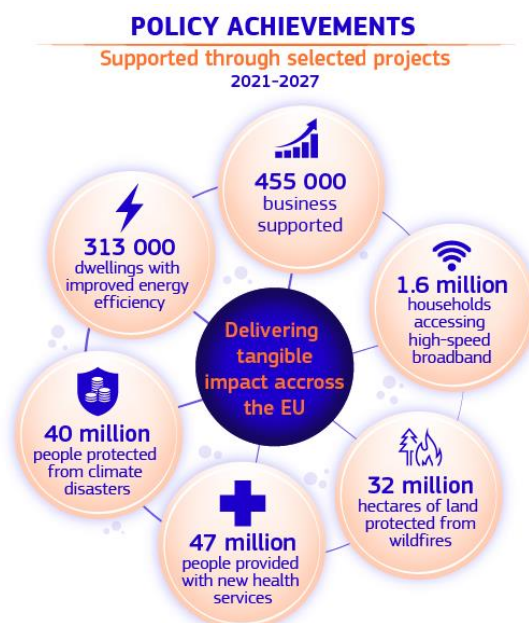 POLICY ACHIEVEMENTS
Supported through selected projects
2021-2027
455 000
business
supported
313 000
dwellings with
improved energy
efficiency
1.6 million
households
accessing
high-speed
broadband
Delivering
tangible
impact accross
the EU
40 million
people protected
from climate
disasters
32 million
hectares of land
protected from
wildfires
47 million
people provided
with new health
services